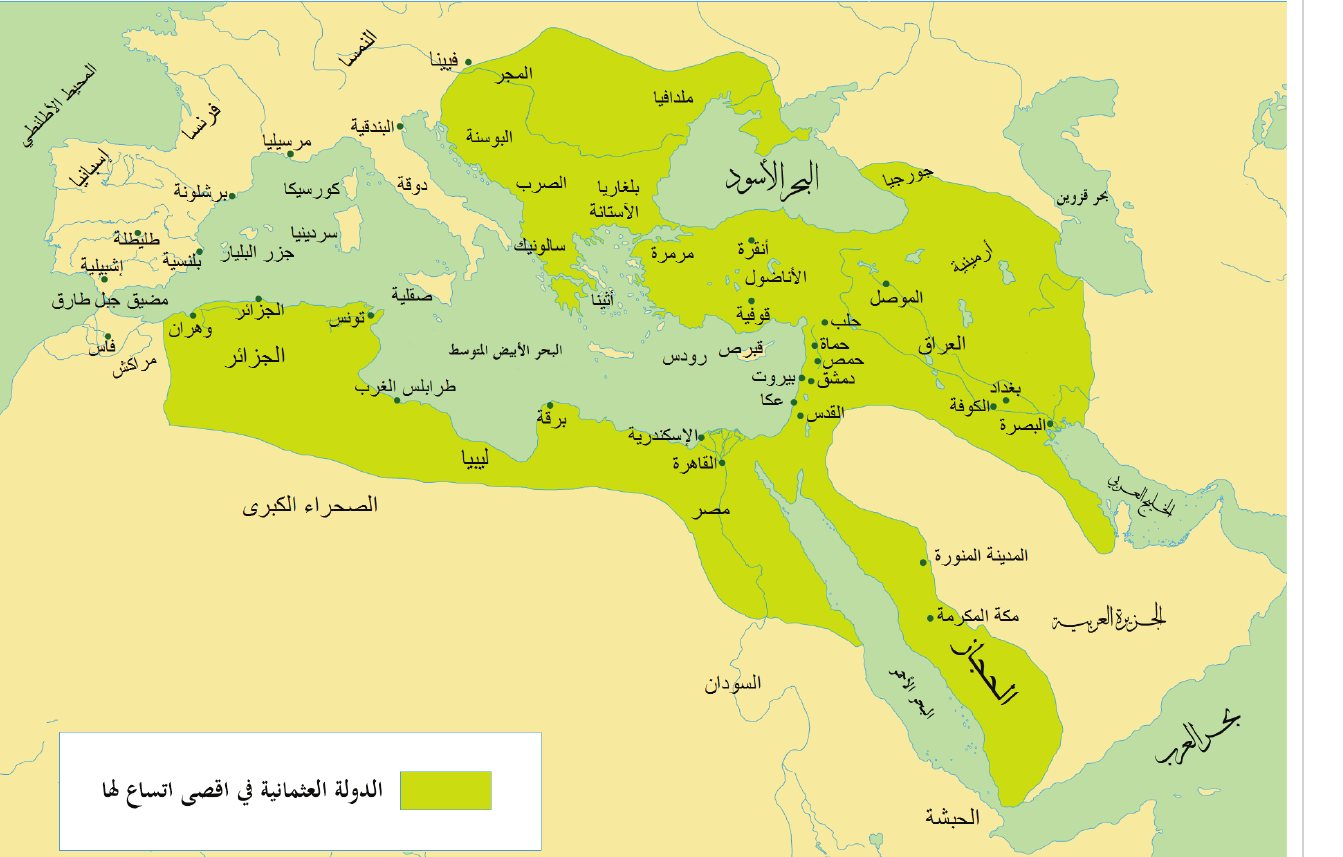 النمسا
فيينا
المجر
ملدافيا
المحيط الأطلنطي
فرنسا
البندقية
البوسنة
مرسيليا
إسبانيا
برشلونة
كورسيكا
دوقة
الصرب
بلغاريا
الآستانة
البحر الأسود
جورجيا
بحر قزوين
طليطلة
بلنسية
جزر البليار
سردينيا
سالونيك
مرمرة
أنقرة
الأناضول
أرمينية
إشبيلية
مضيق جبل طارق
صقلية
أثينا
قوفية
الموصل
وهران
الجزائر
تونس
حلب
فاس
مراكش
الجزائر
البحر الأبيض المتوسط
رودس
قبرص
حماة
حمص
العراق
طرابلس الغرب
بيروت
دمشق
بغداد
عكا
القدس
الكوفة
البصرة
برقة
الإسكندرية
ليبيا
القاهرة
الصحراء الكبرى
مصر
الخليج العربي
المدينة المنورة
مكة المكرمة
الجزيرة العربية
الحجاز
السودان
البحر الأحمر
بحر العرب
الدولة العثمانية في اقصى اتساع لها
الحبشة